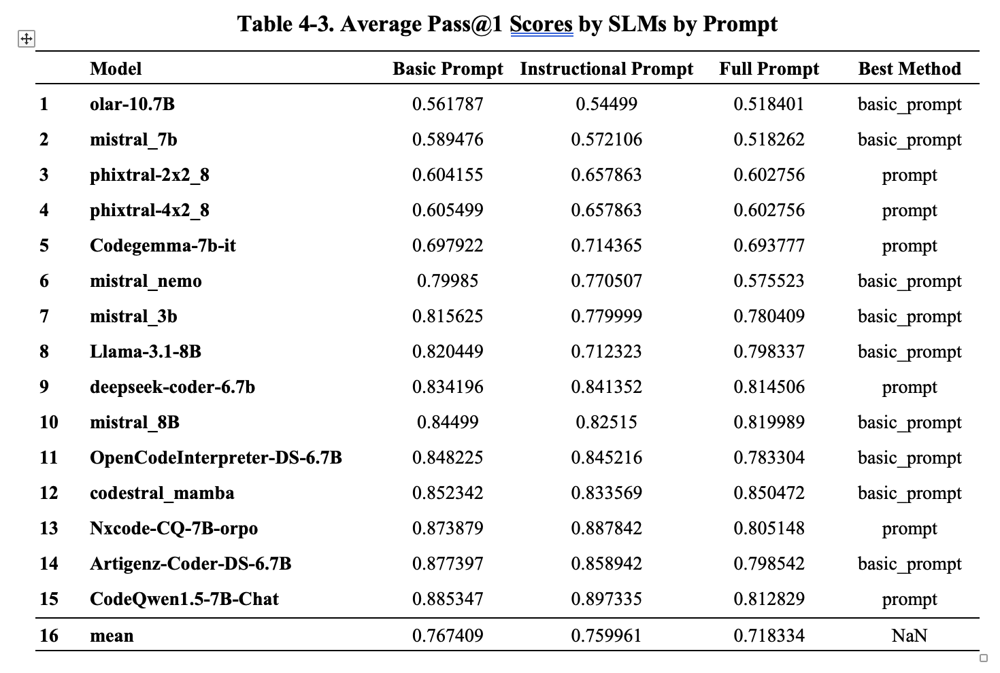 Table 4-3. Average Pass@1 Scores by SLMs by Prompt
Model Basic Prompt Instructional Prompt Full Prompt Best Method
1 olar-10.7B 0.561787 0.54499 0.518401 basic_prompt
2 mistral_7b 0.589476 0.572106 0.518262 basic_prompt
3 phixtral-2x2_8 0.604155 0.657863 0.602756 prompt
4 phixtral-4x2_8 0.605499 0.657863 0.602756 prompt
5 Codegemma-7b-it 0.697922 0.714365 0.693777 prompt
6 mistral_nemo 0.79985 0.770507 0.575523 basic_prompt
7 mistral_3b 0.815625 0.779999 0.780409 basic_prompt
8 Llama-3.1-8B 0.820449 0.712323 0.798337 basic_prompt
9 deepseek-coder-6.7b 0.834196 0.841352 0.814506 prompt
10 mistral_8B 0.84499 0.82515 0.819989 basic_prompt
11 OpenCodeInterpreter-DS-6.7B 0.848225 0.845216 0.783304 basic_prompt
12 codestral_mamba 0.852342 0.833569 0.850472 basic_prompt
13 Nxcode-CQ-7B-orpo 0.873879 0.887842 0.805148 prompt
14 Artigenz-Coder-DS-6.7B 0.877397 0.858942 0.798542 basic_prompt
15 CodeQwen1.5-7B-Chat 0.885347 0.897335 0.812829 prompt
16 mean 0.767409 0.759961 0.718334 NaN